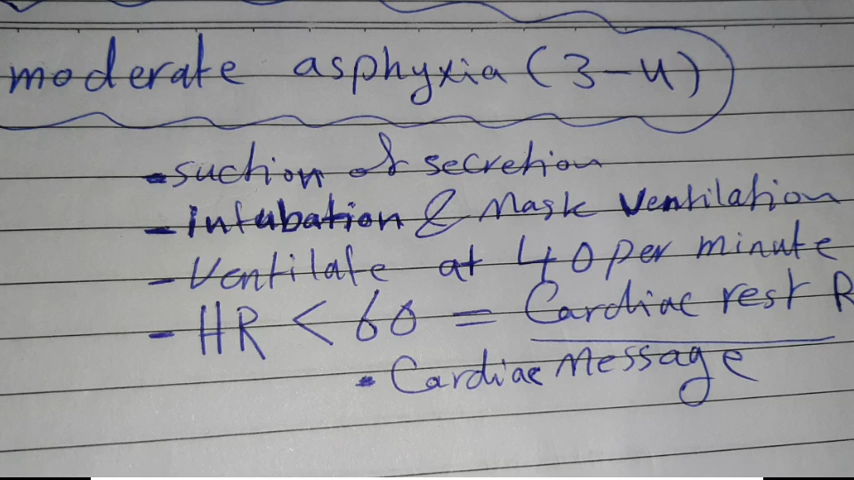 moderate asphyxia (3-4)
- suction of secretion
- intubation & Mask Ventilation
- Ventilate at 40 per minute
- HR < 60 = Cardiac rest R
- Cardiac Message